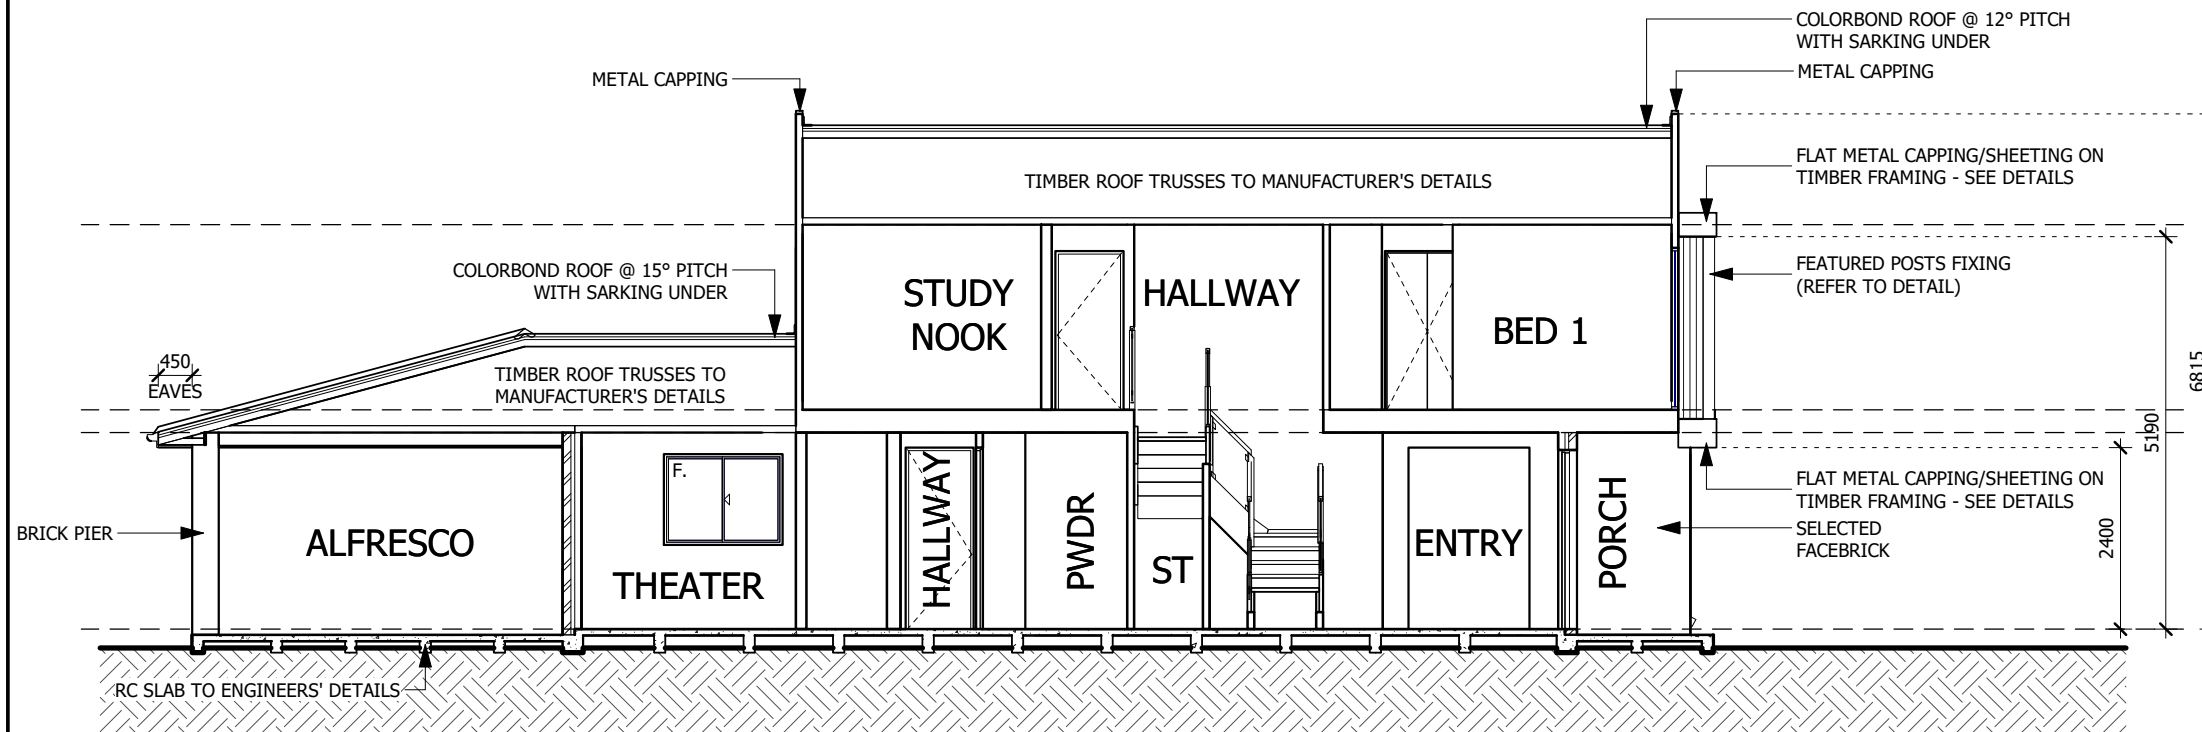 COLORBOND ROOF @ 12° PITCH
WITH SARKING UNDER
METAL CAPPING
METAL CAPPING
FLAT METAL CAPPING/SHEETING ON
TIMBER FRAMING - SEE DETAILS
TIMBER ROOF TRUSSES TO MANUFACTURER'S DETAILS
COLORBOND ROOF @ 15° PITCH
WITH SARKING UNDER
FEATURED POSTS FIXING
(REFER TO DETAIL)
STUDY
NOOK
HALLWAY
BED 1
450
EAVES
TIMBER ROOF TRUSSES TO
MANUFACTURER'S DETAILS
6815
5190
2400
FLAT METAL CAPPING/SHEETING ON
TIMBER FRAMING - SEE DETAILS
SELECTED
FACEBRICK
BRICK PIER
ALFRESCO
F.
THEATER
HALLWAY
PWDR
ST
ENTRY
PORCH
RC SLAB TO ENGINEERS' DETAILS